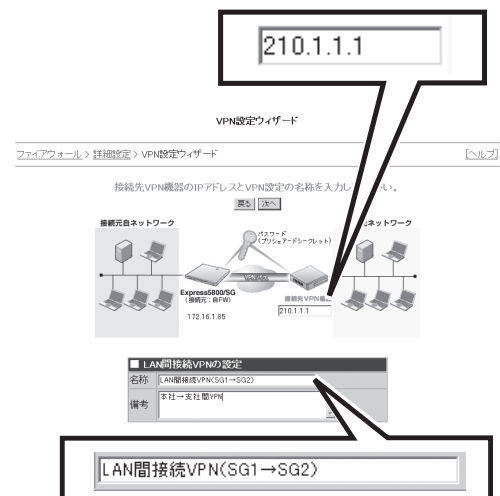 210.1.1.1
VPN設定ウィザード
ファイアウォール > 詳細設定 > VPN設定ウィザード
[ヘルプ]
接続先VPN機器のIPアドレスとVPN設定の名称を入力し い。
戻る 次へ
接続元自ネットワーク
ネットワーク
パスワード
(プリシェアードシークレット)
VPNパス
Express5800/SG
(接続元:自FW)
172.16.1.85
接続先VPN機
210.1.1.1
■ LAN間接続VPNの設定
名称 LAN間接続VPN(SG1→SG2)
備考 本社→支社間VPN
LAN間接続VPN(SG1→SG2)